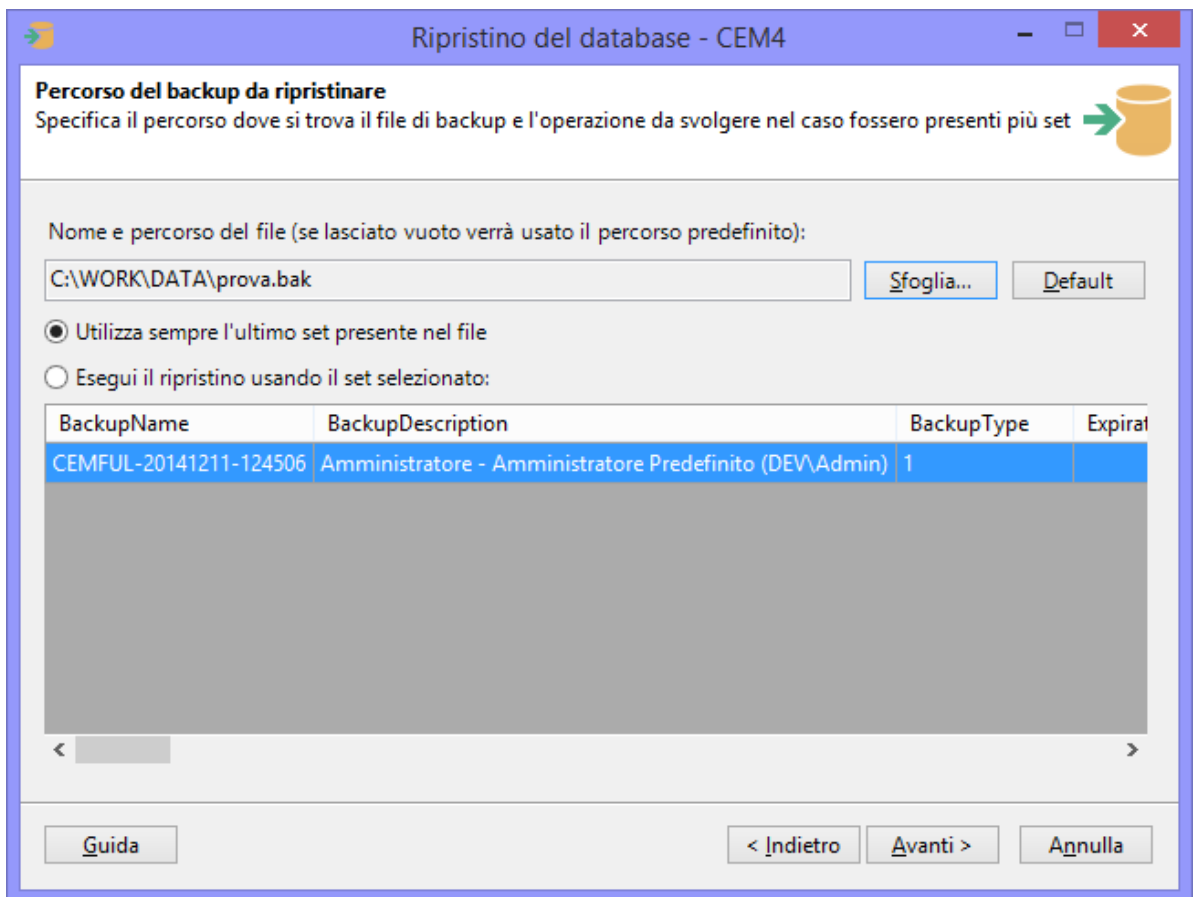 Ripristino del database - CEM4
Percorso del backup da ripristinare
Specifica il percorso dove si trova il file di backup e l'operazione da svolgere nel caso fossero presenti più set
Nome e percorso del file (se lasciato vuoto verrà usato il percorso predefinito):
C:\WORK\DATA\prova.bak Sfoglia... Default
Utilizza sempre l'ultimo set presente nel file
Esegui il ripristino usando il set selezionato:
BackupName BackupDescription BackupType Expirat
CEMFUL-20141211-124506 Amministratore - Amministratore Predefinito (DEV\Admin) 1
Guida < Indietro Avanti > Annulla